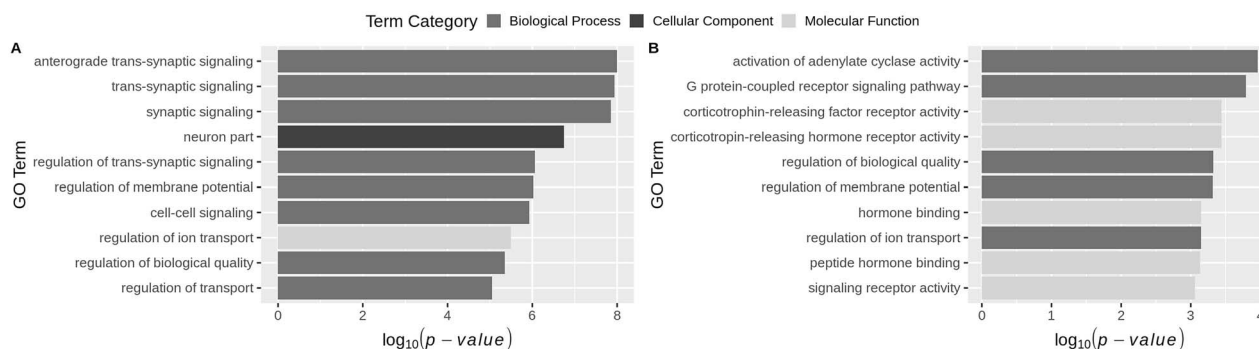 Term Category Biological Process Cellular Component Molecular Function
A
GO Term
anterograde trans-synaptic signaling
trans-synaptic signaling
synaptic signaling
neuron part
regulation of trans-synaptic signaling
regulation of membrane potential
cell-cell signaling
regulation of ion transport
regulation of biological quality
regulation of transport
0 2 4 6 8
log10(p − value)
B
GO Term
activation of adenylate cyclase activity
G protein-coupled receptor signaling pathway
corticotrophin-releasing factor receptor activity
corticotropin-releasing hormone receptor activity
regulation of biological quality
regulation of membrane potential
hormone binding
regulation of ion transport
peptide hormone binding
signaling receptor activity
0 1 2 3 4
log10(p − value)